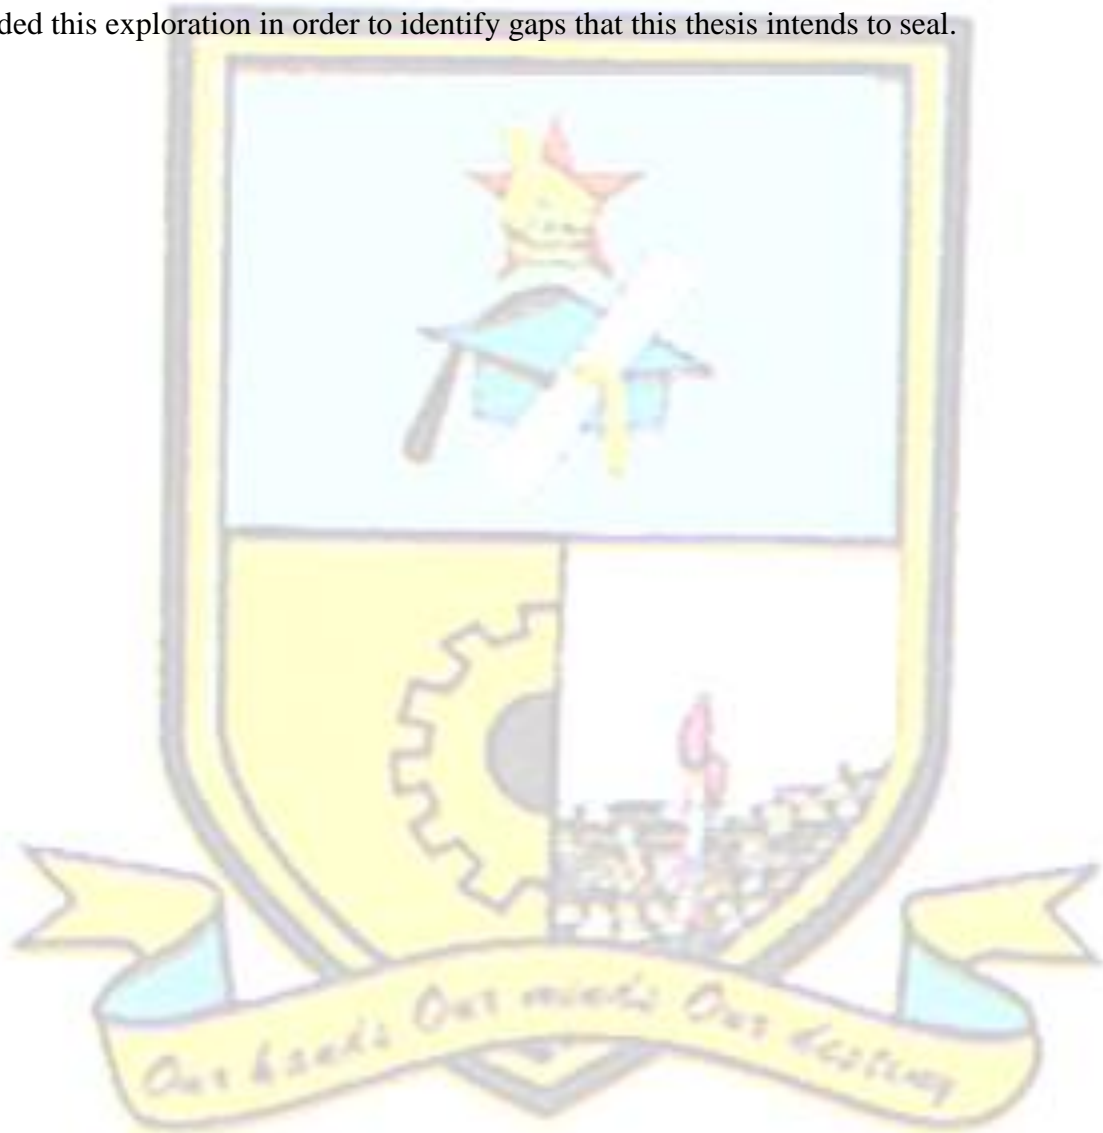 ded this exploration in order to identify gaps that this thesis intends to seal.
Our hands Our minds Our destiny